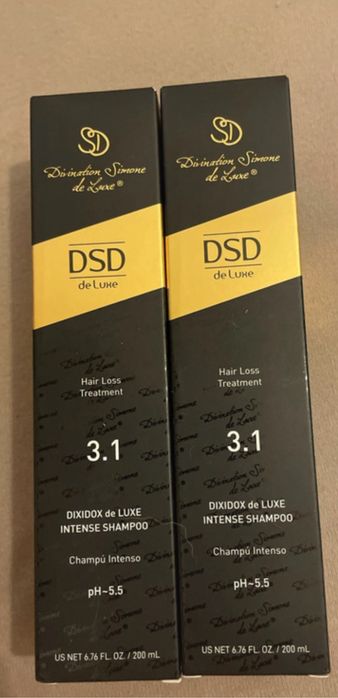 SD
Divination Simone
de Luxe®
DSD
de Luxe
Hair Loss
Treatment
3.1
DIXIDOX de LUXE
INTENSE SHAMPOO
Champú Intenso
pH~5.5
US NET 6.76 FL. OZ. / 200 mL
SD
Divination Simone
de Luxe®
DSD
de Luxe
Hair Loss
Treatment
3.1
DIXIDOX de LUXE
INTENSE SHAMPOO
Champú Intenso
pH~5.5
US NET 6.76 FL. OZ. / 200 mL